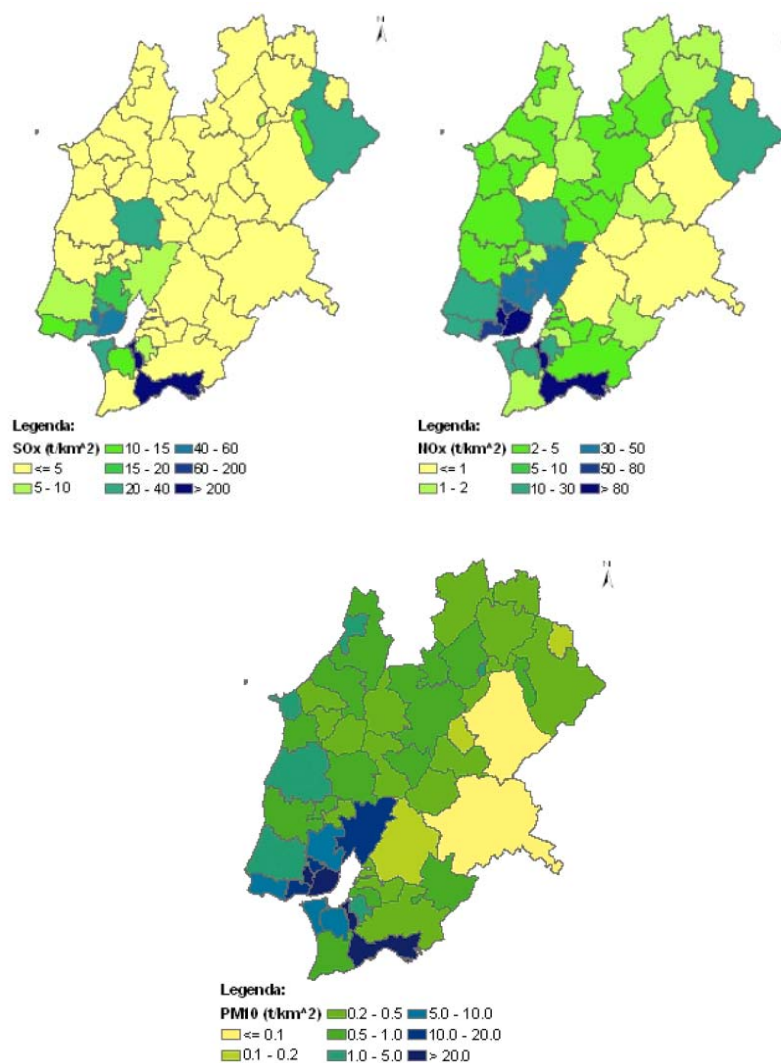 N
N
Legenda:
SOx (t/km^2)
<= 5
5 - 10
10 - 15
15 - 20
20 - 40
40 - 60
60 - 200
> 200
Legenda:
NOx (t/km^2)
<= 1
1 - 2
2 - 5
5 - 10
10 - 30
30 - 50
50 - 80
> 80
N
Legenda:
PM10 (t/km^2)
<= 0.1
0.1 - 0.2
0.2 - 0.5
0.5 - 1.0
1.0 - 5.0
5.0 - 10.0
10.0 - 20.0
> 20.0